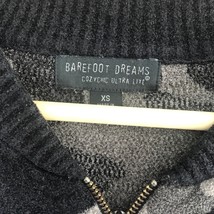 BAREFOOT DREAMS®
COZYCHIC ULTRA LITE
XS